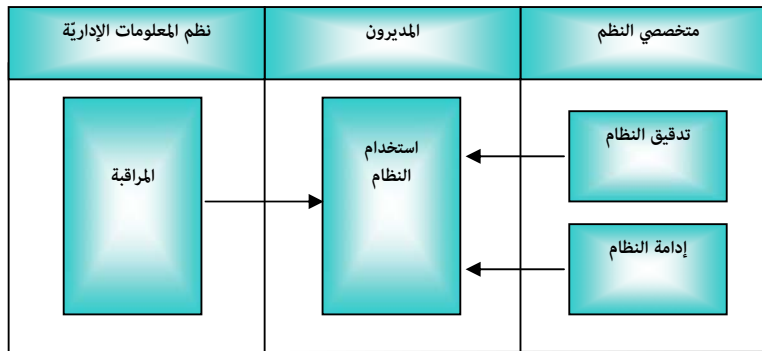 متخصصي النظم
المديرون
نظم المعلومات الإداريّة
تدقيق النظام
استخدام
النظام
المراقبة
إدامة النظام